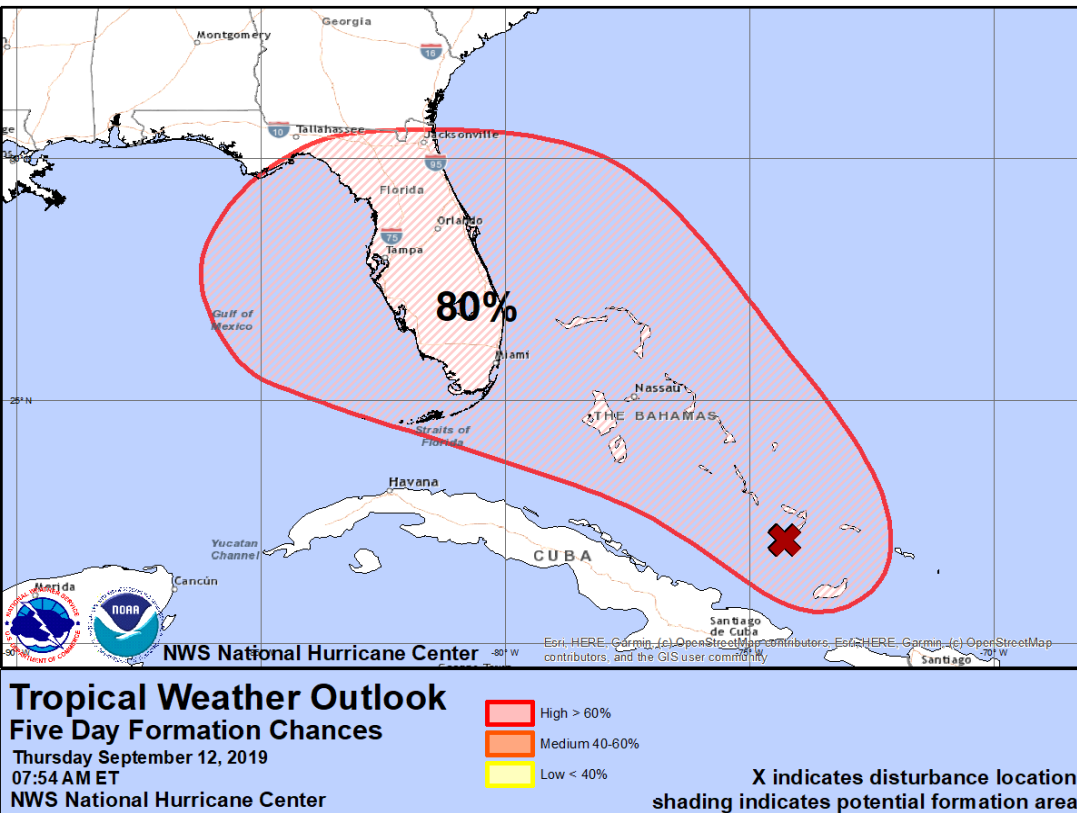 Georgia
Montgomery
16
10
Tallahassee
Jacksonville
95
Florida
Orlando
75
Tampa
80%
Gulf of
Mexico
Miami
Nassau
25° N
THE BAHAMAS
Straits of
Florida
Havana
Yucatan
Channel
CUBA
Cancún
Merida
NOAA
Santiago
de Cuba
Esri, HERE, Garmin, (c) OpenStreetMap contributors, Esri, HERE, Garmin, (c) OpenStreetMap
contributors, and the GIS user community
-80° W
-75° W
-70° W
Santiago
NWS National Hurricane Center
Tropical Weather Outlook
Five Day Formation Chances
Thursday September 12, 2019
07:54 AM ET
NWS National Hurricane Center
High > 60%
Medium 40-60%
Low < 40%
X indicates disturbance location
shading indicates potential formation area